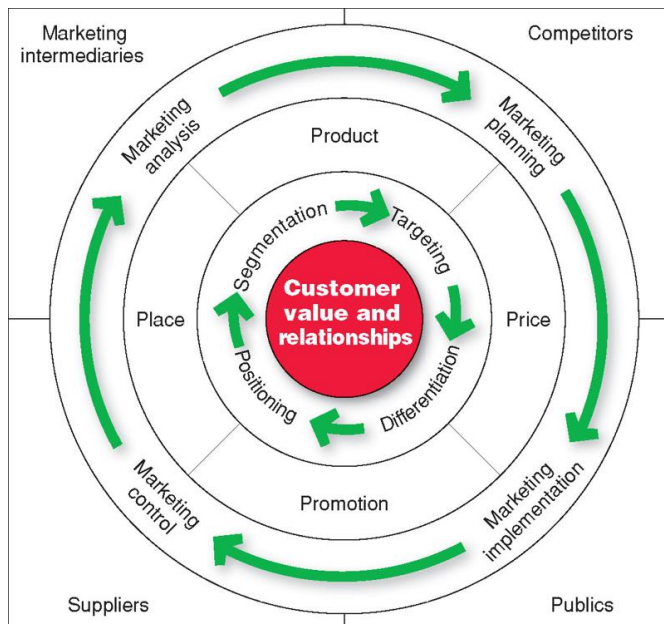 Marketing
intermediaries
Competitors
Marketing
analysis
Marketing
planning
Product
Segmentation
Targeting
Place
Customer
value and
relationships
Price
Positioning
Differentiation
Marketing
control
Promotion
Marketing
implementation
Suppliers
Publics